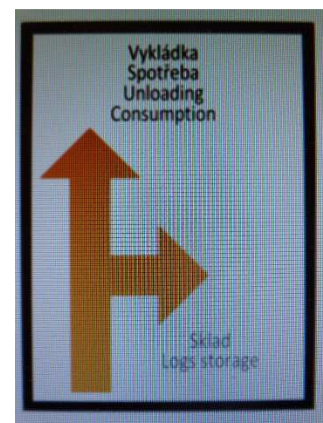 Vykládka
Spotřeba
Unloading
Consumption
Sklad
Logs storage